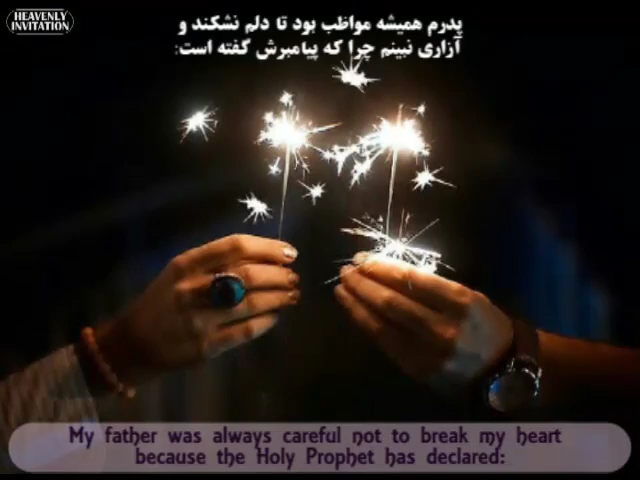 HEAVENLY
INVITATION
پدرم همیشه مواظب بود تا دلم نشکند و
آزاری نبینم چرا که پیامبرش گفته است:
My father was always careful not to break my heart
because the Holy Prophet has declared: